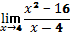 lim x→4 x² − 16 / x − 4